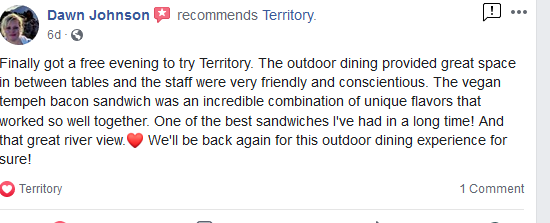 Dawn Johnson recommends Territory.
6d ·
Finally got a free evening to try Territory. The outdoor dining provided great space
in between tables and the staff were very friendly and conscientious. The vegan
tempeh bacon sandwich was an incredible combination of unique flavors that
worked so well together. One of the best sandwiches I've had in a long time! And
that great river view.❤️ We'll be back again for this outdoor dining experience for
sure!
Territory 1 Comment